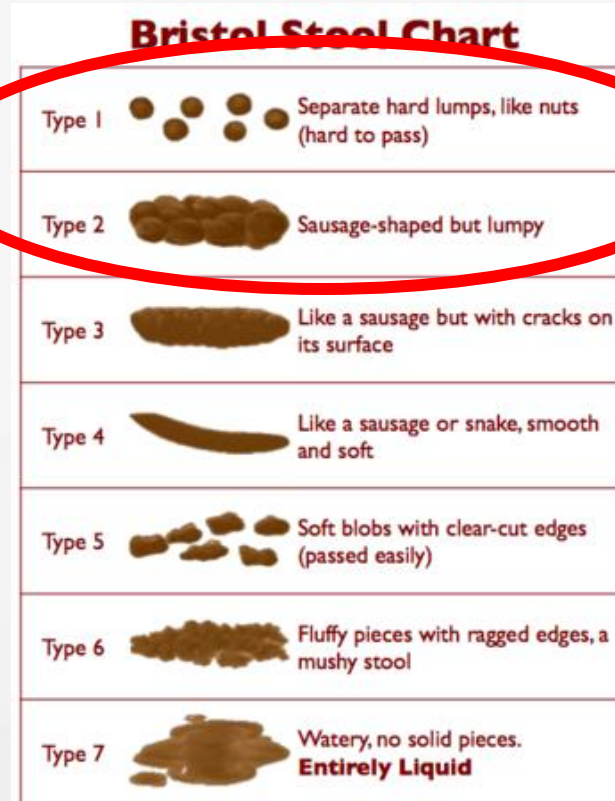 Bristol Stool Chart
Type 1
Separate hard lumps, like nuts
(hard to pass)
Type 2
Sausage-shaped but lumpy
Type 3
Like a sausage but with cracks on
its surface
Type 4
Like a sausage or snake, smooth
and soft
Type 5
Soft blobs with clear-cut edges
(passed easily)
Type 6
Fluffy pieces with ragged edges, a
mushy stool
Type 7
Watery, no solid pieces.
Entirely Liquid